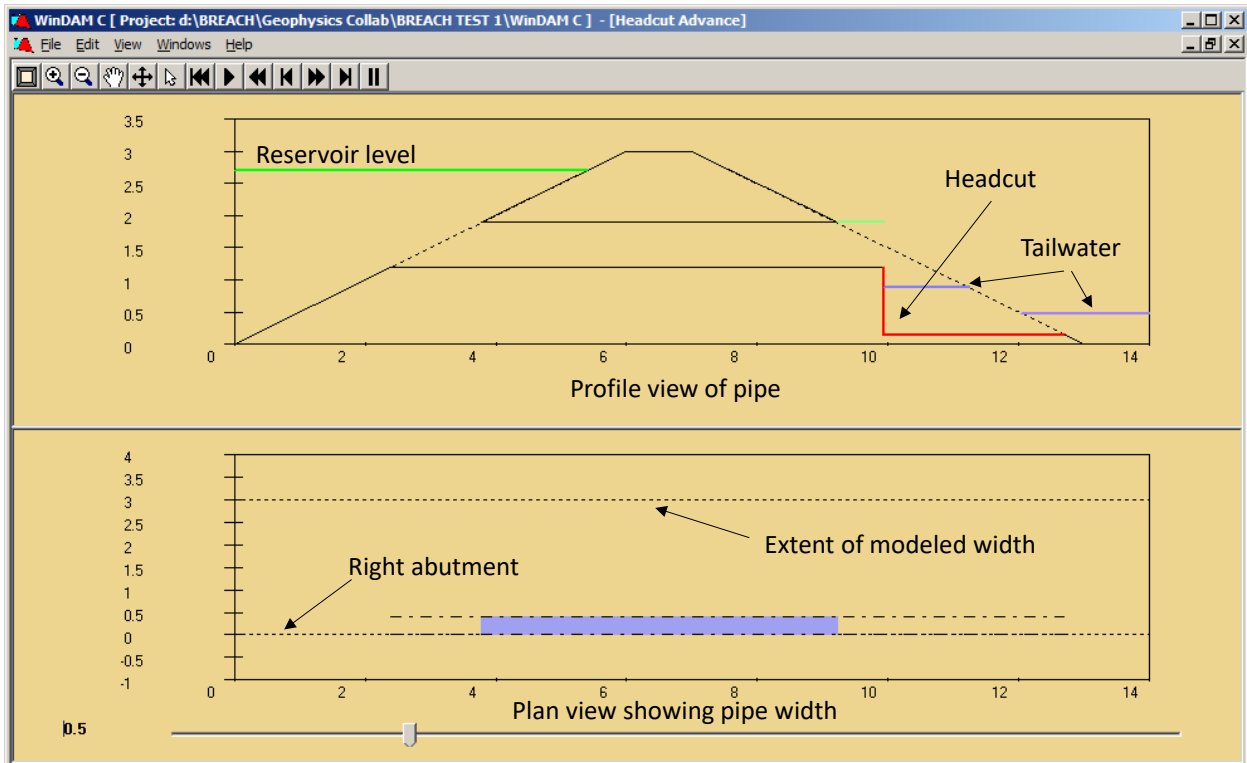 WinDAM C [ Project: d:\BREACH\Geophysics Collab\BREACH TEST 1\WinDAM C ] - [Headcut Advance]
File Edit View Windows Help
3.5
3
2.5
2
1.5
1
0.5
0
Reservoir level
Headcut
Tailwater
0 2 4 6 8 10 12 14
Profile view of pipe
4
3.5
3
2.5
2
1.5
1
0.5
0
-0.5
-1
Extent of modeled width
Right abutment
0 2 4 6 8 10 12 14
Plan view showing pipe width
0.5